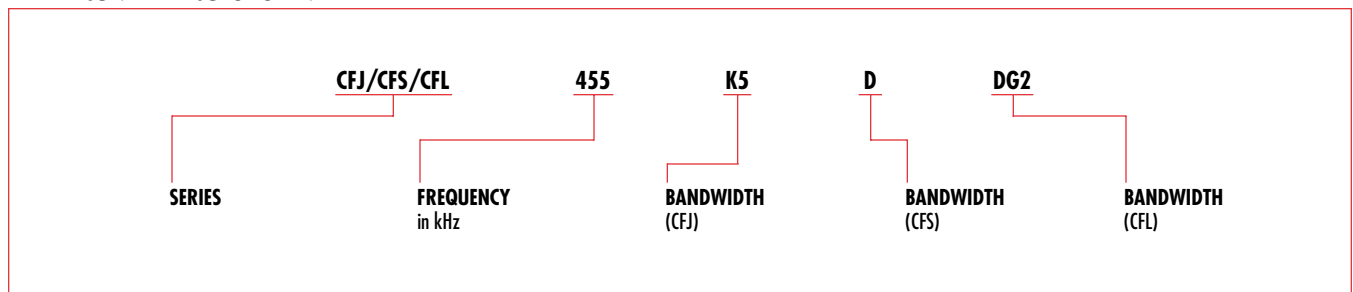 CFJ/CFS/CFL 455 K5 D DG2
SERIES FREQUENCY BANDWIDTH BANDWIDTH BANDWIDTH
in kHz (CFJ) (CFS) (CFL)